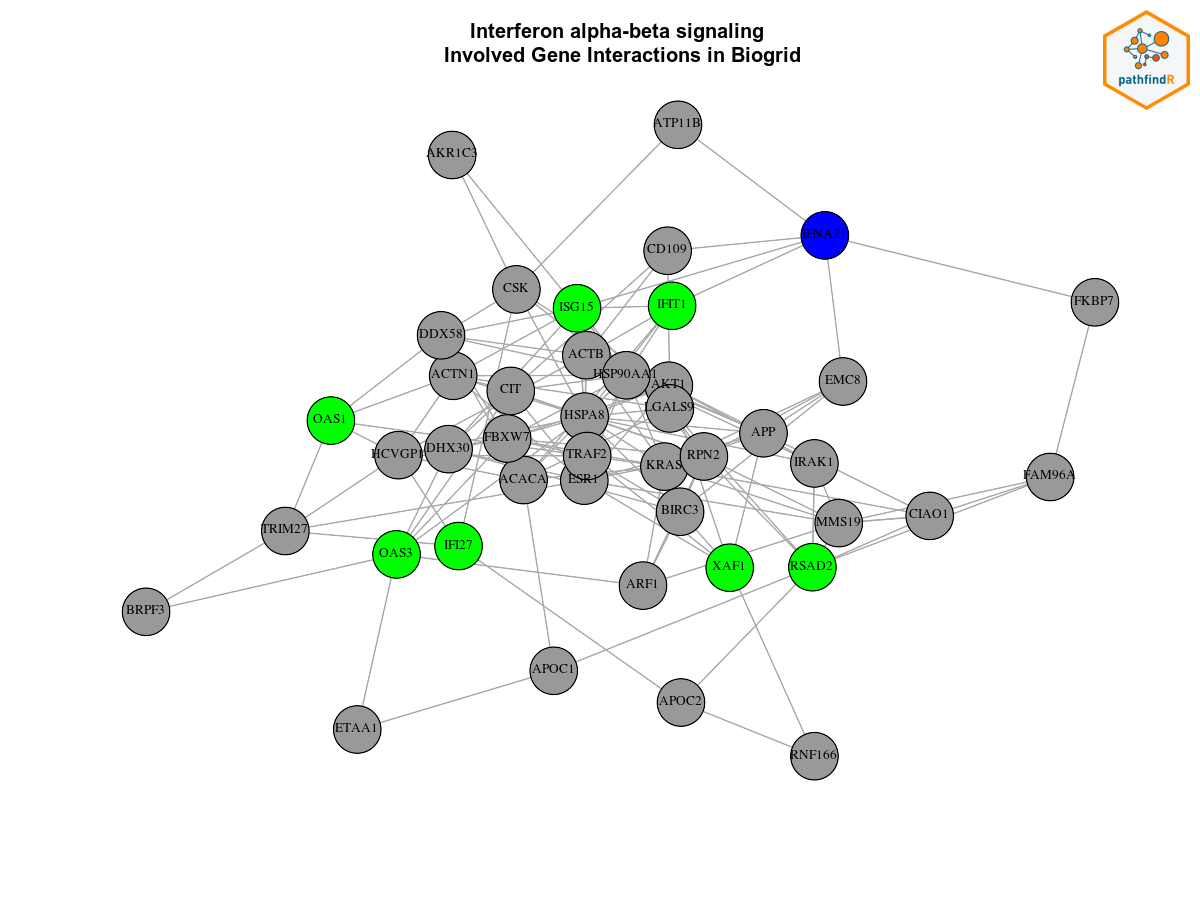 Interferon alpha-beta signaling
Involved Gene Interactions in Biogrid
pathfindR
ATP11B
AKR1C3
IFNA21
CD109
CSK
FKBP7
ISG15
IFIT1
DDX58
ACTB
ACTN1
HSP90AA1
EMC8
AKT1
CIT
LGALS9
HSPA8
OAS1
APP
FBXW7
DHX30
HCVGP1
TRAF2
RPN2
IRAK1
KRAS
FAM96A
ACACA
ESR1
BIRC3
CIAO1
MMS19
TRIM27
IFI27
OAS3
XAF1
RSAD2
ARF1
BRPF3
APOC1
APOC2
ETAA1
RNF166